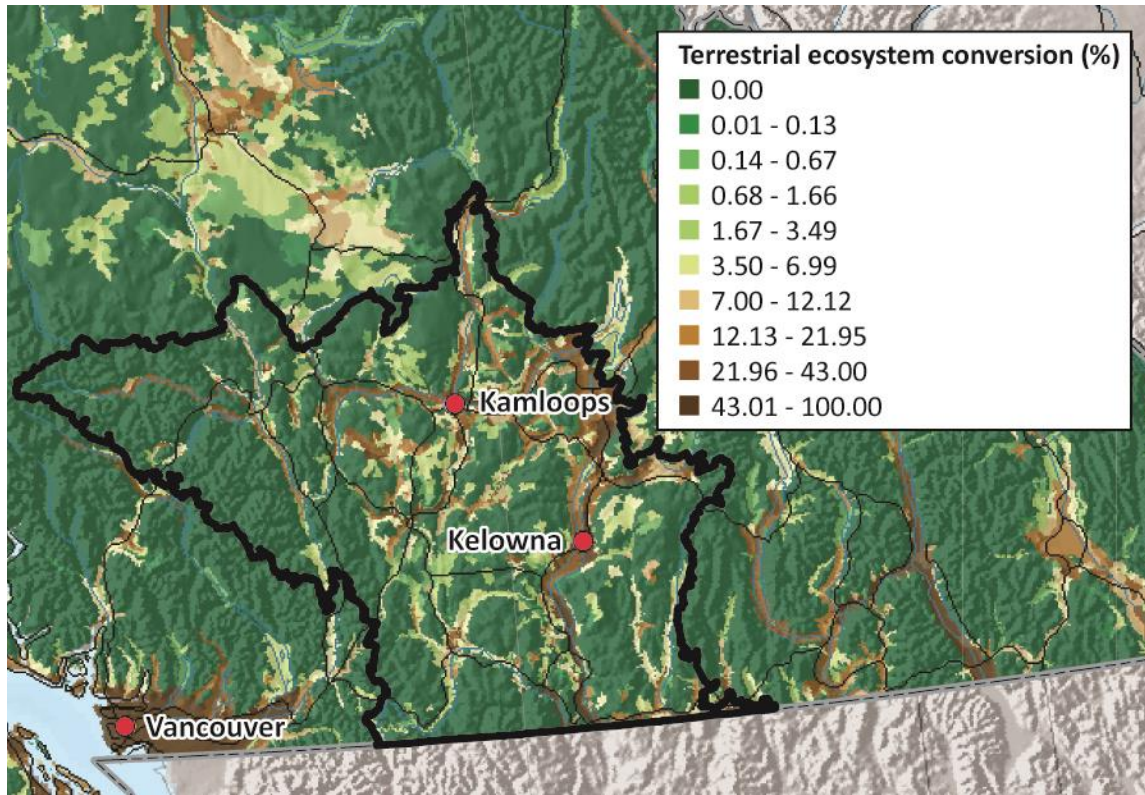 Terrestrial ecosystem conversion (%)
0.00
0.01 - 0.13
0.14 - 0.67
0.68 - 1.66
1.67 - 3.49
3.50 - 6.99
7.00 - 12.12
12.13 - 21.95
21.96 - 43.00
43.01 - 100.00
Kamloops
Kelowna
Vancouver